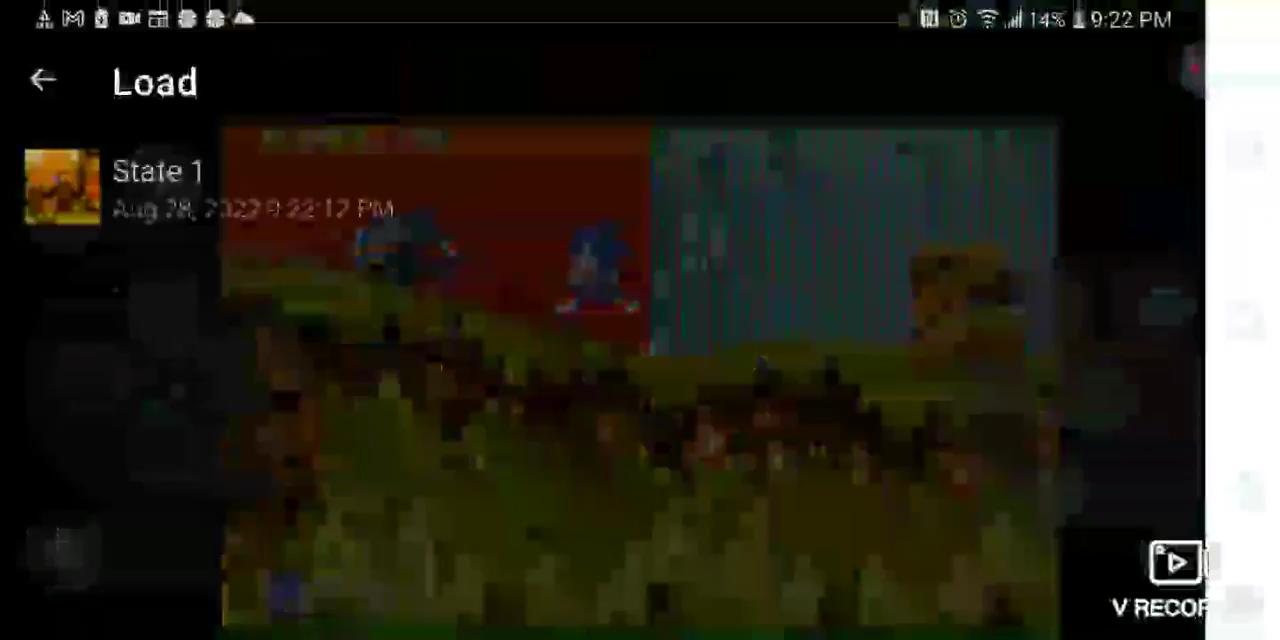 14% 9:22 PM
Load
State 1
Aug 28, 2022 9:22:17 PM
V RECOR